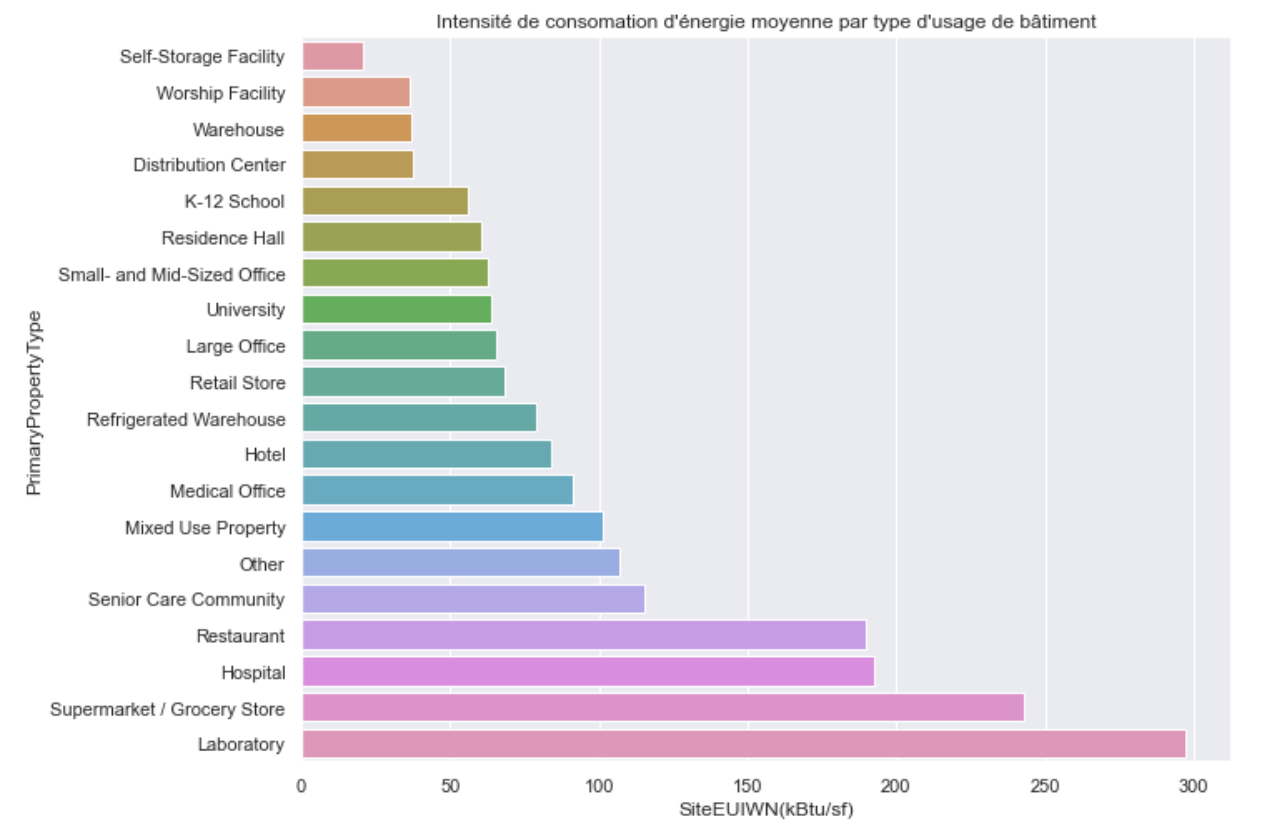 Intensité de consomation d'énergie moyenne par type d'usage de bâtiment
Self-Storage Facility
Worship Facility
Warehouse
Distribution Center
K-12 School
Residence Hall
Small- and Mid-Sized Office
University
Large Office
Retail Store
Refrigerated Warehouse
Hotel
Medical Office
Mixed Use Property
Other
Senior Care Community
Restaurant
Hospital
Supermarket / Grocery Store
Laboratory
PrimaryPropertyType
0 50 100 150 200 250 300
SiteEUIWN(kBtu/sf)